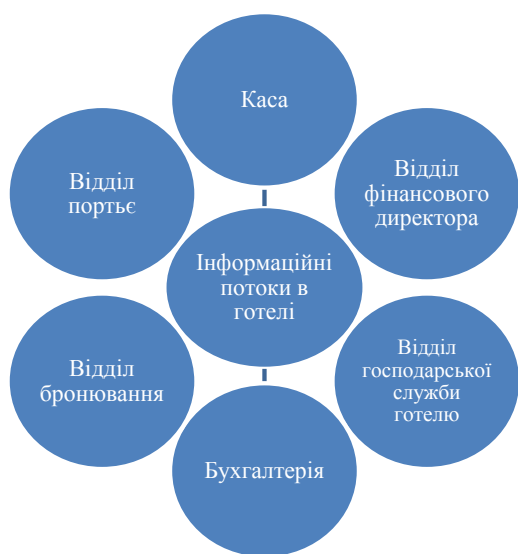 Каса
Відділ
портьє
Відділ
фінансового
директора
Інформаційні
потоки в
готелі
Відділ
бронювання
Відділ
господарської
служби
готелю
Бухгалтерія